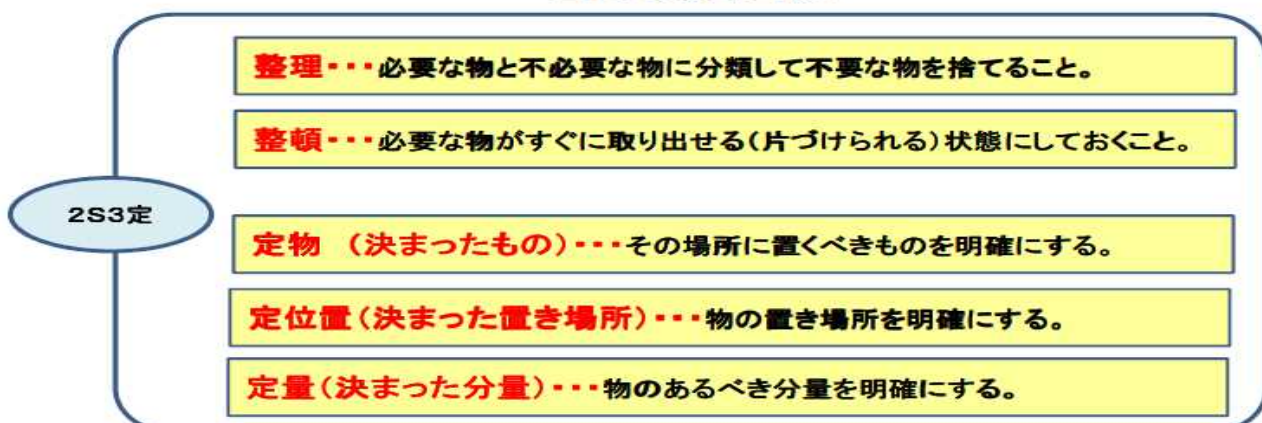 整理・・・必要な物と不必要な物に分類して不要な物を捨てること。
整頓・・・必要な物がすぐに取り出せる(片づけられる)状態にしておくこと。
2S3定
定物 (決まったもの)・・・その場所に置くべきものを明確にする。
定位置(決まった置き場所)・・・物の置き場所を明確にする。
定量(決まった分量)・・・物のあるべき分量を明確にする。